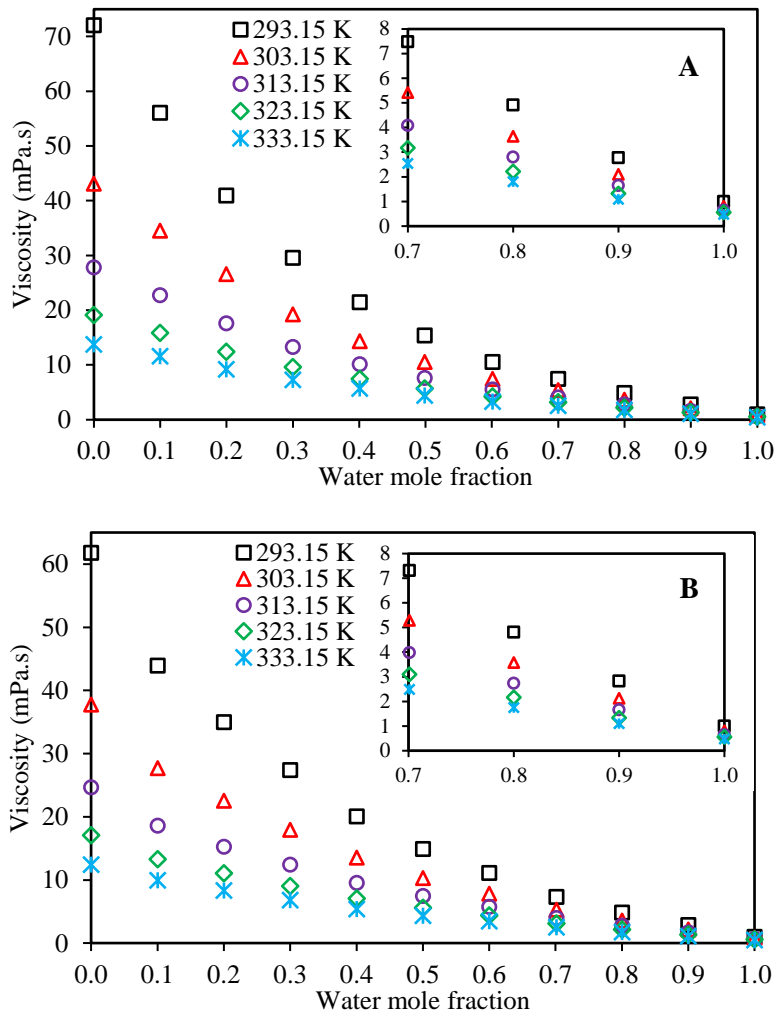 Viscosity (mPa.s)
70
60
50
40
30
20
10
0
293.15 K
303.15 K
313.15 K
323.15 K
333.15 K
A
8
7
6
5
4
3
2
1
0
0.7 0.8 0.9 1.0
0.0 0.1 0.2 0.3 0.4 0.5 0.6 0.7 0.8 0.9 1.0
Water mole fraction
Viscosity (mPa.s)
60
50
40
30
20
10
0
293.15 K
303.15 K
313.15 K
323.15 K
333.15 K
B
8
7
6
5
4
3
2
1
0
0.7 0.8 0.9 1.0
0.0 0.1 0.2 0.3 0.4 0.5 0.6 0.7 0.8 0.9 1.0
Water mole fraction